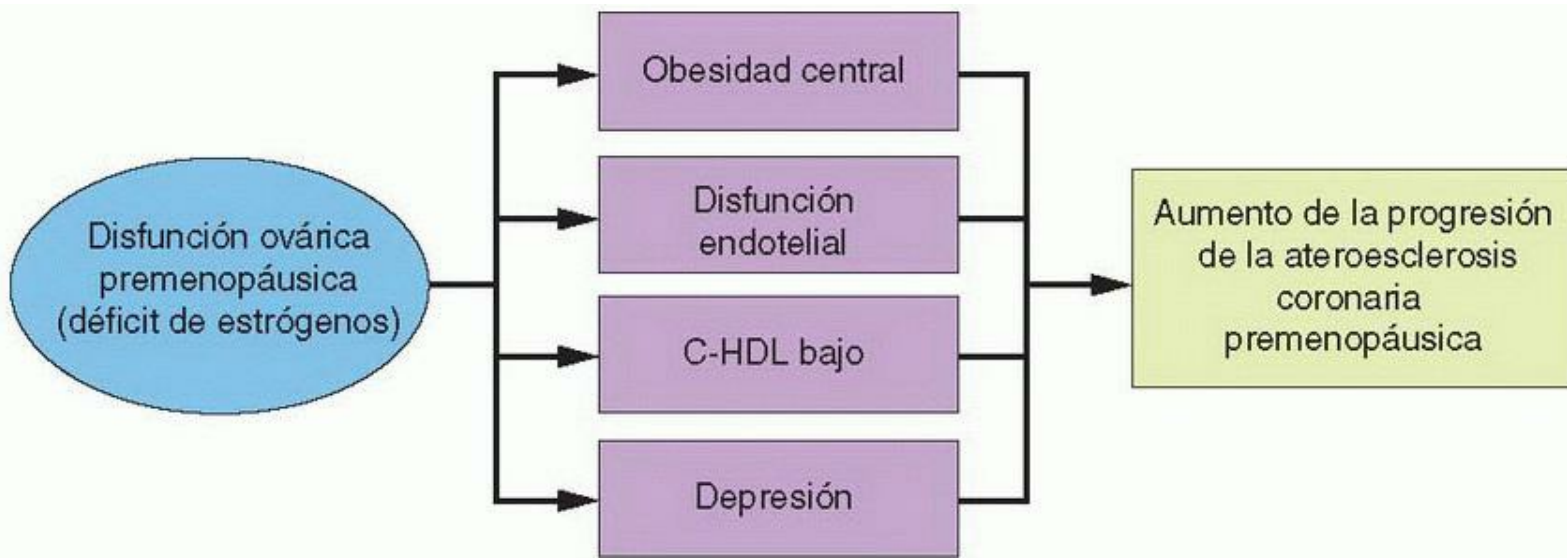 Disfunción ovárica
premenopáusica
(déficit de estrógenos)
Obesidad central
Disfunción
endotelial
C-HDL bajo
Depresión
Aumento de la progresión
de la ateroesclerosis
coronaria
premenopáusica